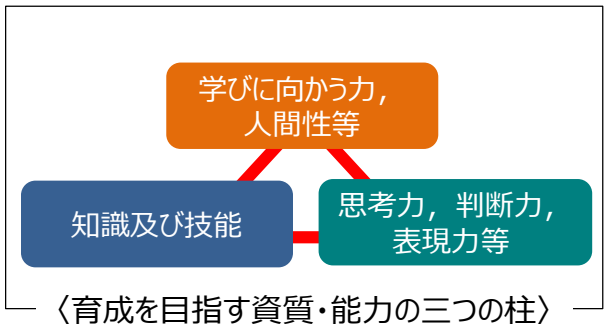 学びに向かう力，
人間性等
知識及び技能
思考力，判断力，
表現力等
〈育成を目指す資質・能力の三つの柱〉